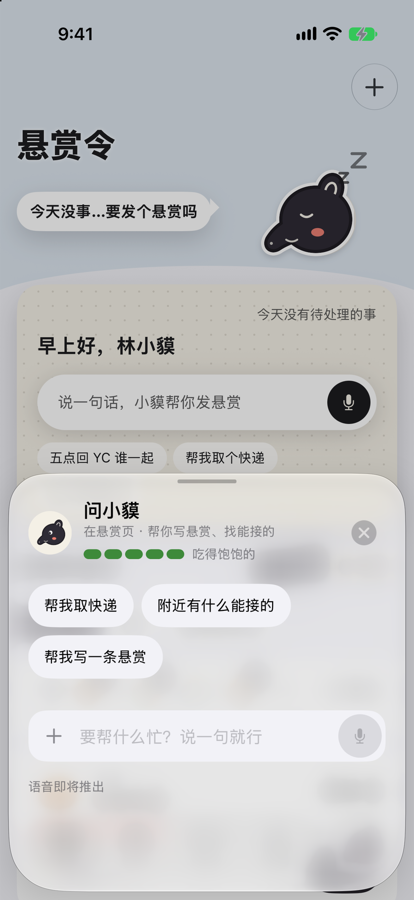 9:41
悬赏令
Z
z
今天没事...要发个悬赏吗
今天没有待处理的事
早上好，林小貘
说一句话，小貘帮你发悬赏
五点回 YC 谁一起
帮我取个快递
问小貘
在悬赏页 · 帮你写悬赏、找能接的
吃得饱饱的
帮我取快递
附近有什么能接的
帮我写一条悬赏
要帮什么忙？说一句就行
语音即将推出